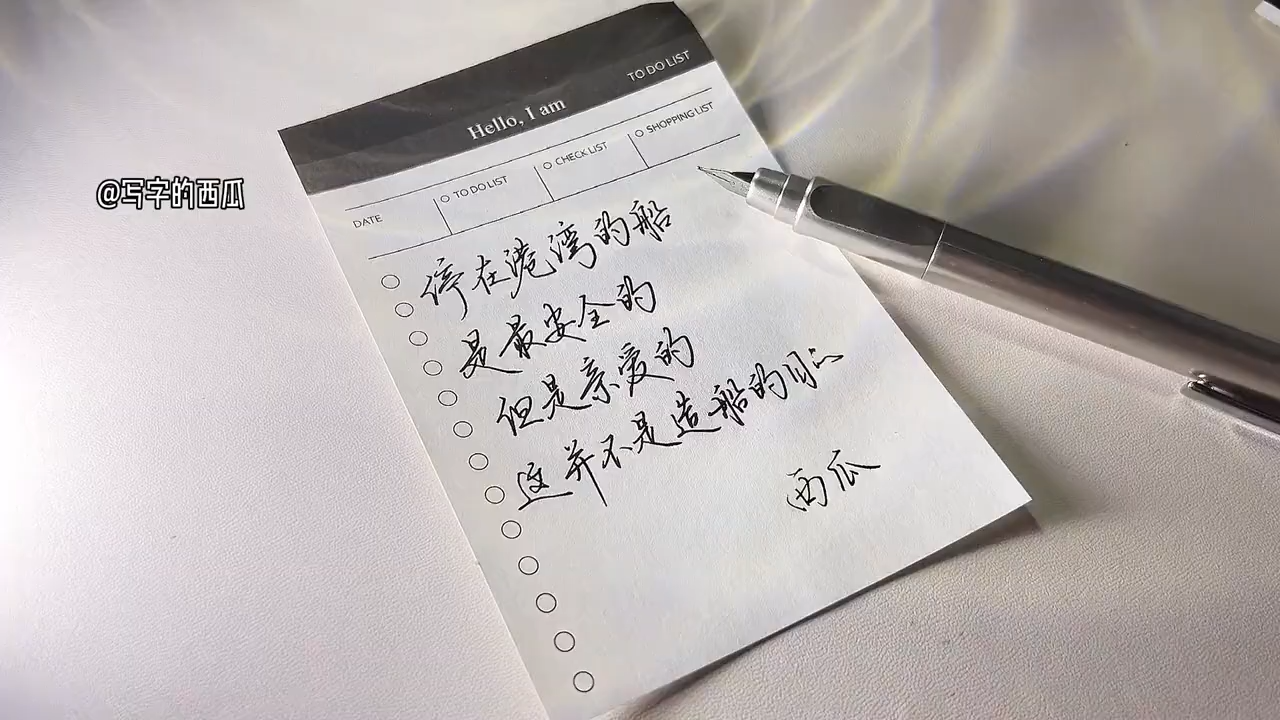 TO DO LIST
Hello, I am
DATE
TO DO LIST
CHECK LIST
SHOPPING LIST
@写字的西瓜
停在港湾的船
是最安全的
但是亲爱的
这并不是造船的目的
西瓜